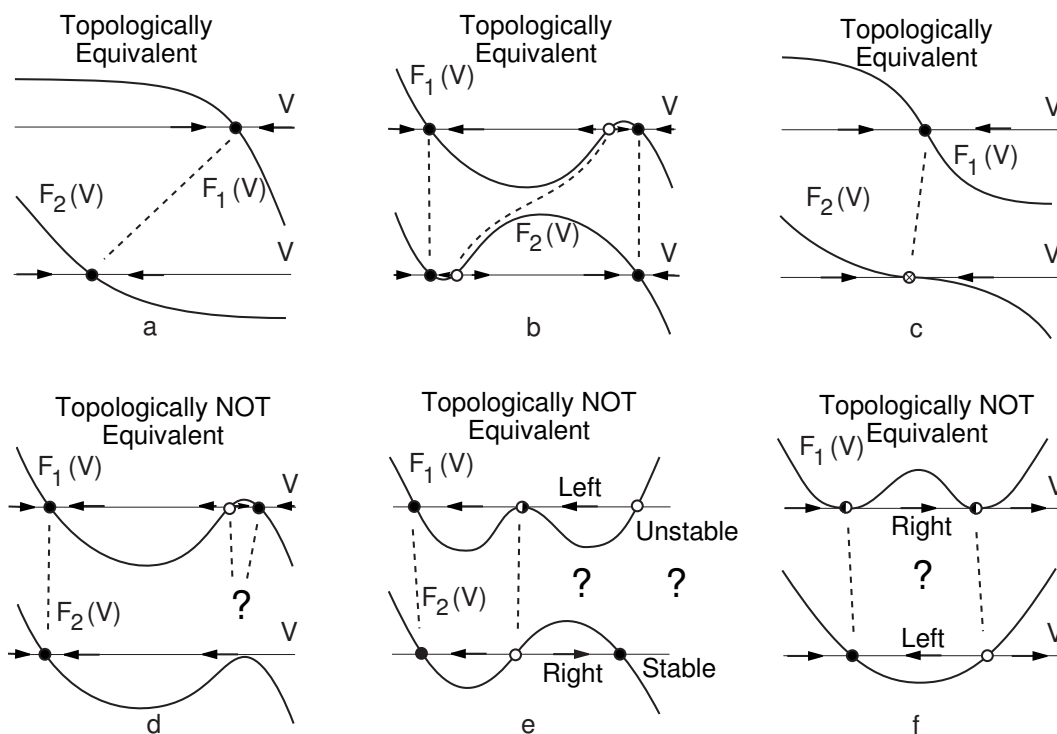 Topologically
Equivalent
V
F1(V)
F2(V)
V
a
Topologically
Equivalent
F1(V)
V
F2(V)
V
b
Topologically
Equivalent
V
F1(V)
F2(V)
V
c
Topologically NOT
Equivalent
F1(V)
V
?
F2(V)
V
d
Topologically NOT
Equivalent
F1(V)
Left
Unstable
? ?
F2(V)
Right
Stable
e
Topologically NOT
Equivalent
F1(V)
V
Right
?
F2(V)
Left
V
f